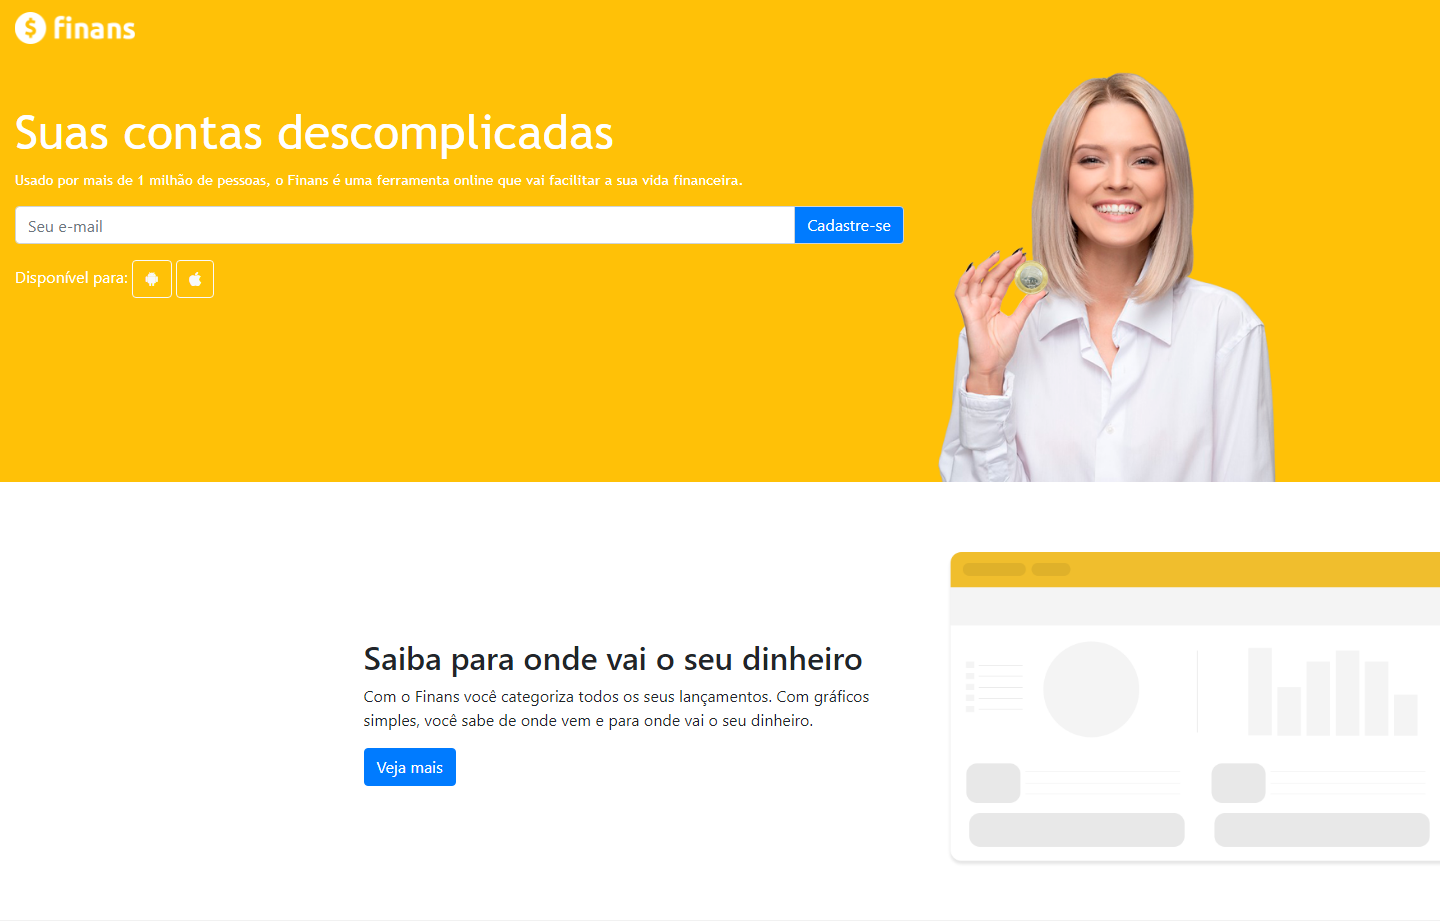 finans
Suas contas descomplicadas
Usado por mais de 1 milhão de pessoas, o Finans é uma ferramenta online que vai facilitar a sua vida financeira.
Seu e-mail
Cadastre-se
Disponível para:
Saiba para onde vai o seu dinheiro
Com o Finans você categoriza todos os seus lançamentos. Com gráficos
simples, você sabe de onde vem e para onde vai o seu dinheiro.
Veja mais